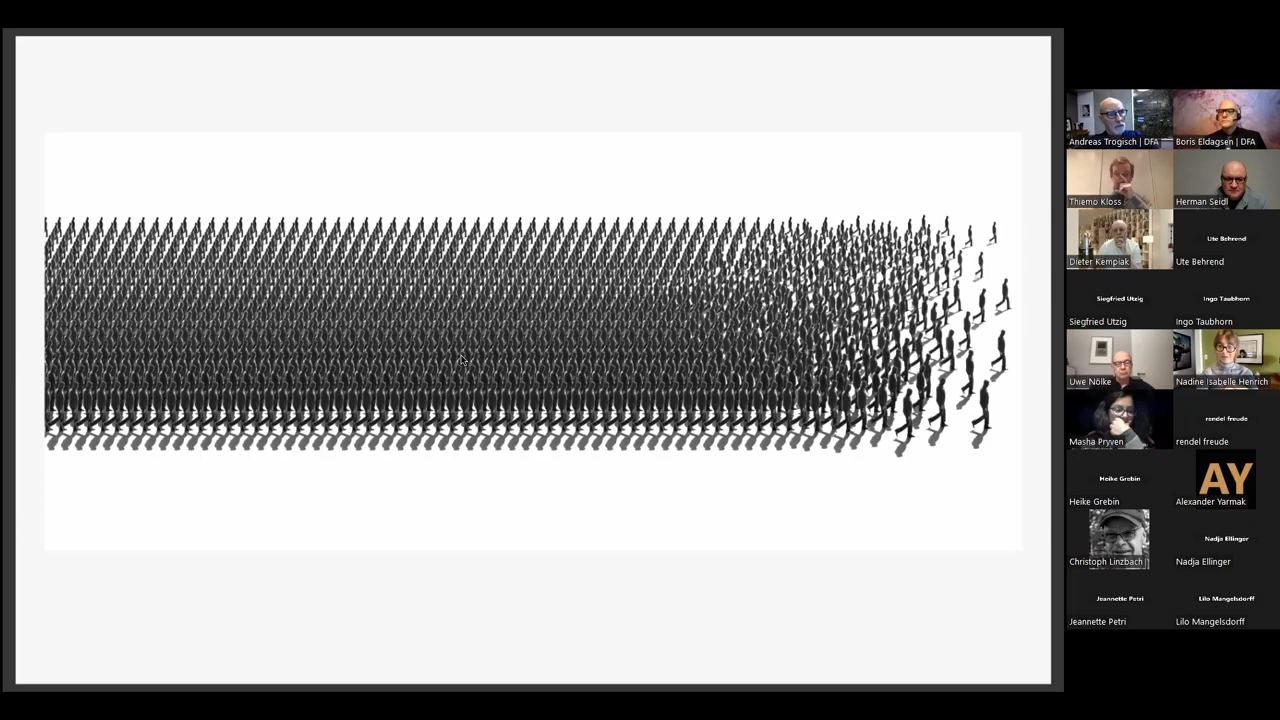 Andreas Trogisch | DFA
Boris Eldagsen | DFA
Thiemo Kloss
Herman Seidl
Dieter Kempiak
Ute Behrend
Ute Behrend
Siegfried Utzig
Siegfried Utzig
Ingo Taubhorn
Ingo Taubhorn
Uwe Nölke
Nadine Isabelle Henrich
Masha Pryven
rendel freude
rendel freude
Heike Grebin
Heike Grebin
AY
Alexander Yarmak
Christoph Linzbach |
Nadja Ellinger
Nadja Ellinger
Jeannette Petri
Jeannette Petri
Lilo Mangelsdorff
Lilo Mangelsdorff